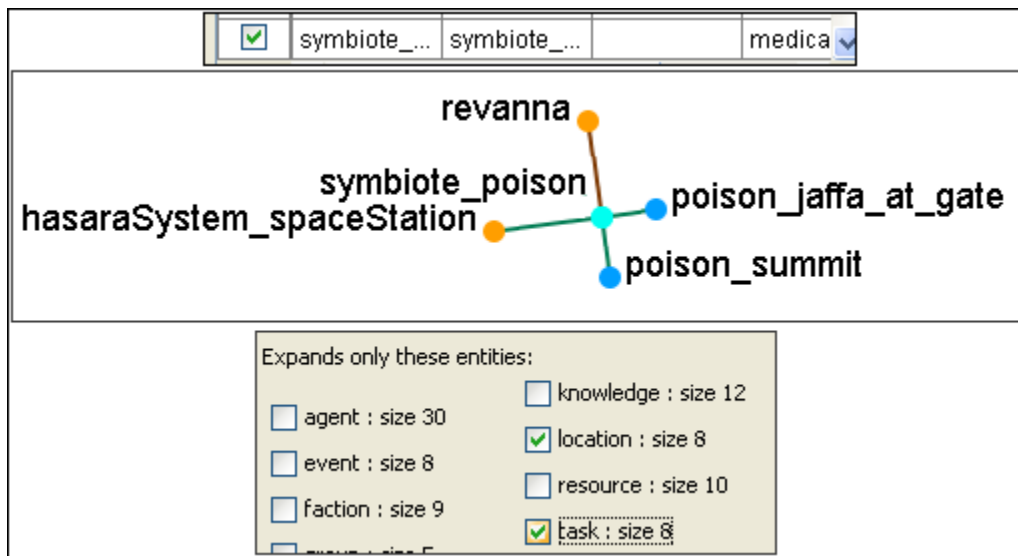 symbiote_... symbiote_... medica
revanna
symbiote_poison
poison_jaffa_at_gate
hasaraSystem_spaceStation
poison_summit
Expands only these entities:
knowledge : size 12
agent : size 30
location : size 8
event : size 8
resource : size 10
faction : size 9
task : size 8